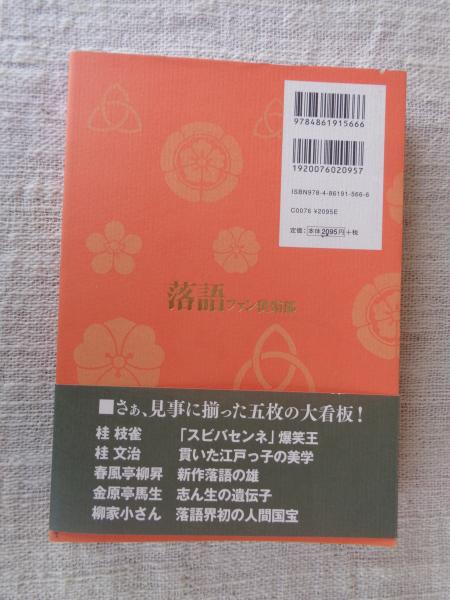 9784861915666
1920076020957
ISBN978-4-86191-566-6
C0076 ¥2095E
定価：本体2095円+税
落語ファン倶楽部
■さぁ、見事に揃った五枚の大看板！
桂 枝雀 「スビバセンネ」爆笑王
桂 文治 貫いた江戸っ子の美学
春風亭柳昇 新作落語の雄
金原亭馬生 志ん生の遺伝子
柳家小さん 落語界初の人間国宝